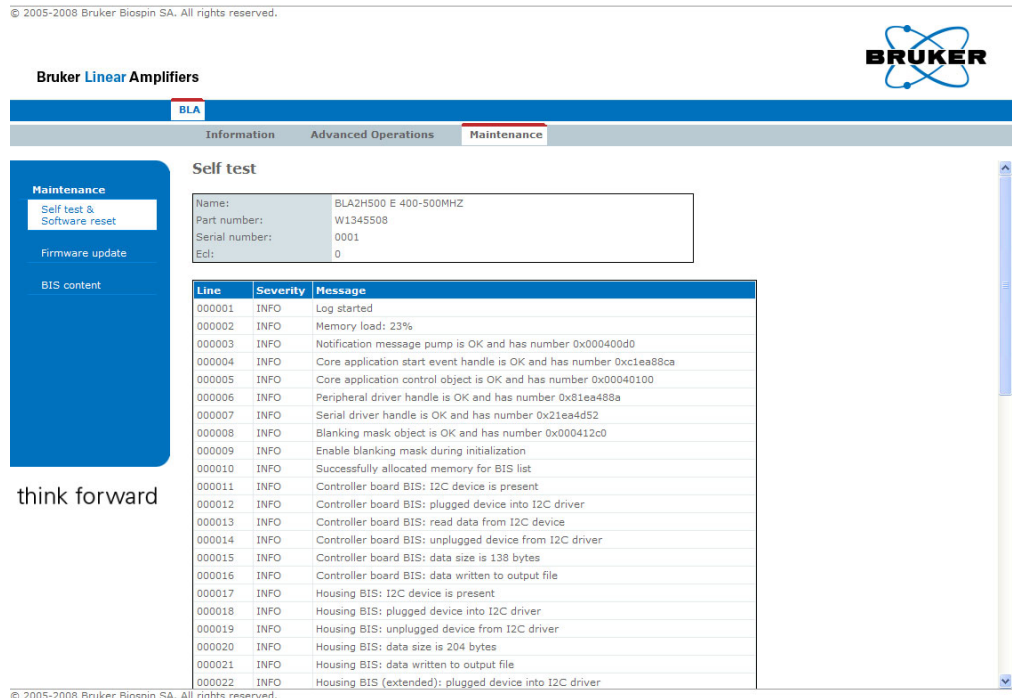 © 2005-2008 Bruker Biospin SA. All rights reserved.
BRUKER
Bruker Linear Amplifiers
BLA
Information Advanced Operations Maintenance
Maintenance
Self test &
Software reset
Firmware update
BIS content
think forward
Self test
Name: BLA2H500 E 400-500MHZ
Part number: W1345508
Serial number: 0001
Ecl: 0
Line Severity Message
000001 INFO Log started
000002 INFO Memory load: 23%
000003 INFO Notification message pump is OK and has number 0x000400d0
000004 INFO Core application start event handle is OK and has number 0xc1ea88ca
000005 INFO Core application control object is OK and has number 0x00040100
000006 INFO Peripheral driver handle is OK and has number 0x81ea488a
000007 INFO Serial driver handle is OK and has number 0x21ea4d52
000008 INFO Blanking mask object is OK and has number 0x000412c0
000009 INFO Enable blanking mask during initialization
000010 INFO Successfully allocated memory for BIS list
000011 INFO Controller board BIS: I2C device is present
000012 INFO Controller board BIS: plugged device into I2C driver
000013 INFO Controller board BIS: read data from I2C device
000014 INFO Controller board BIS: unplugged device from I2C driver
000015 INFO Controller board BIS: data size is 138 bytes
000016 INFO Controller board BIS: data written to output file
000017 INFO Housing BIS: I2C device is present
000018 INFO Housing BIS: plugged device into I2C driver
000019 INFO Housing BIS: unplugged device from I2C driver
000020 INFO Housing BIS: data size is 204 bytes
000021 INFO Housing BIS: data written to output file
000022 INFO Housing BIS (extended): plugged device into I2C driver
© 2005-2008 Bruker Biospin SA. All rights reserved.